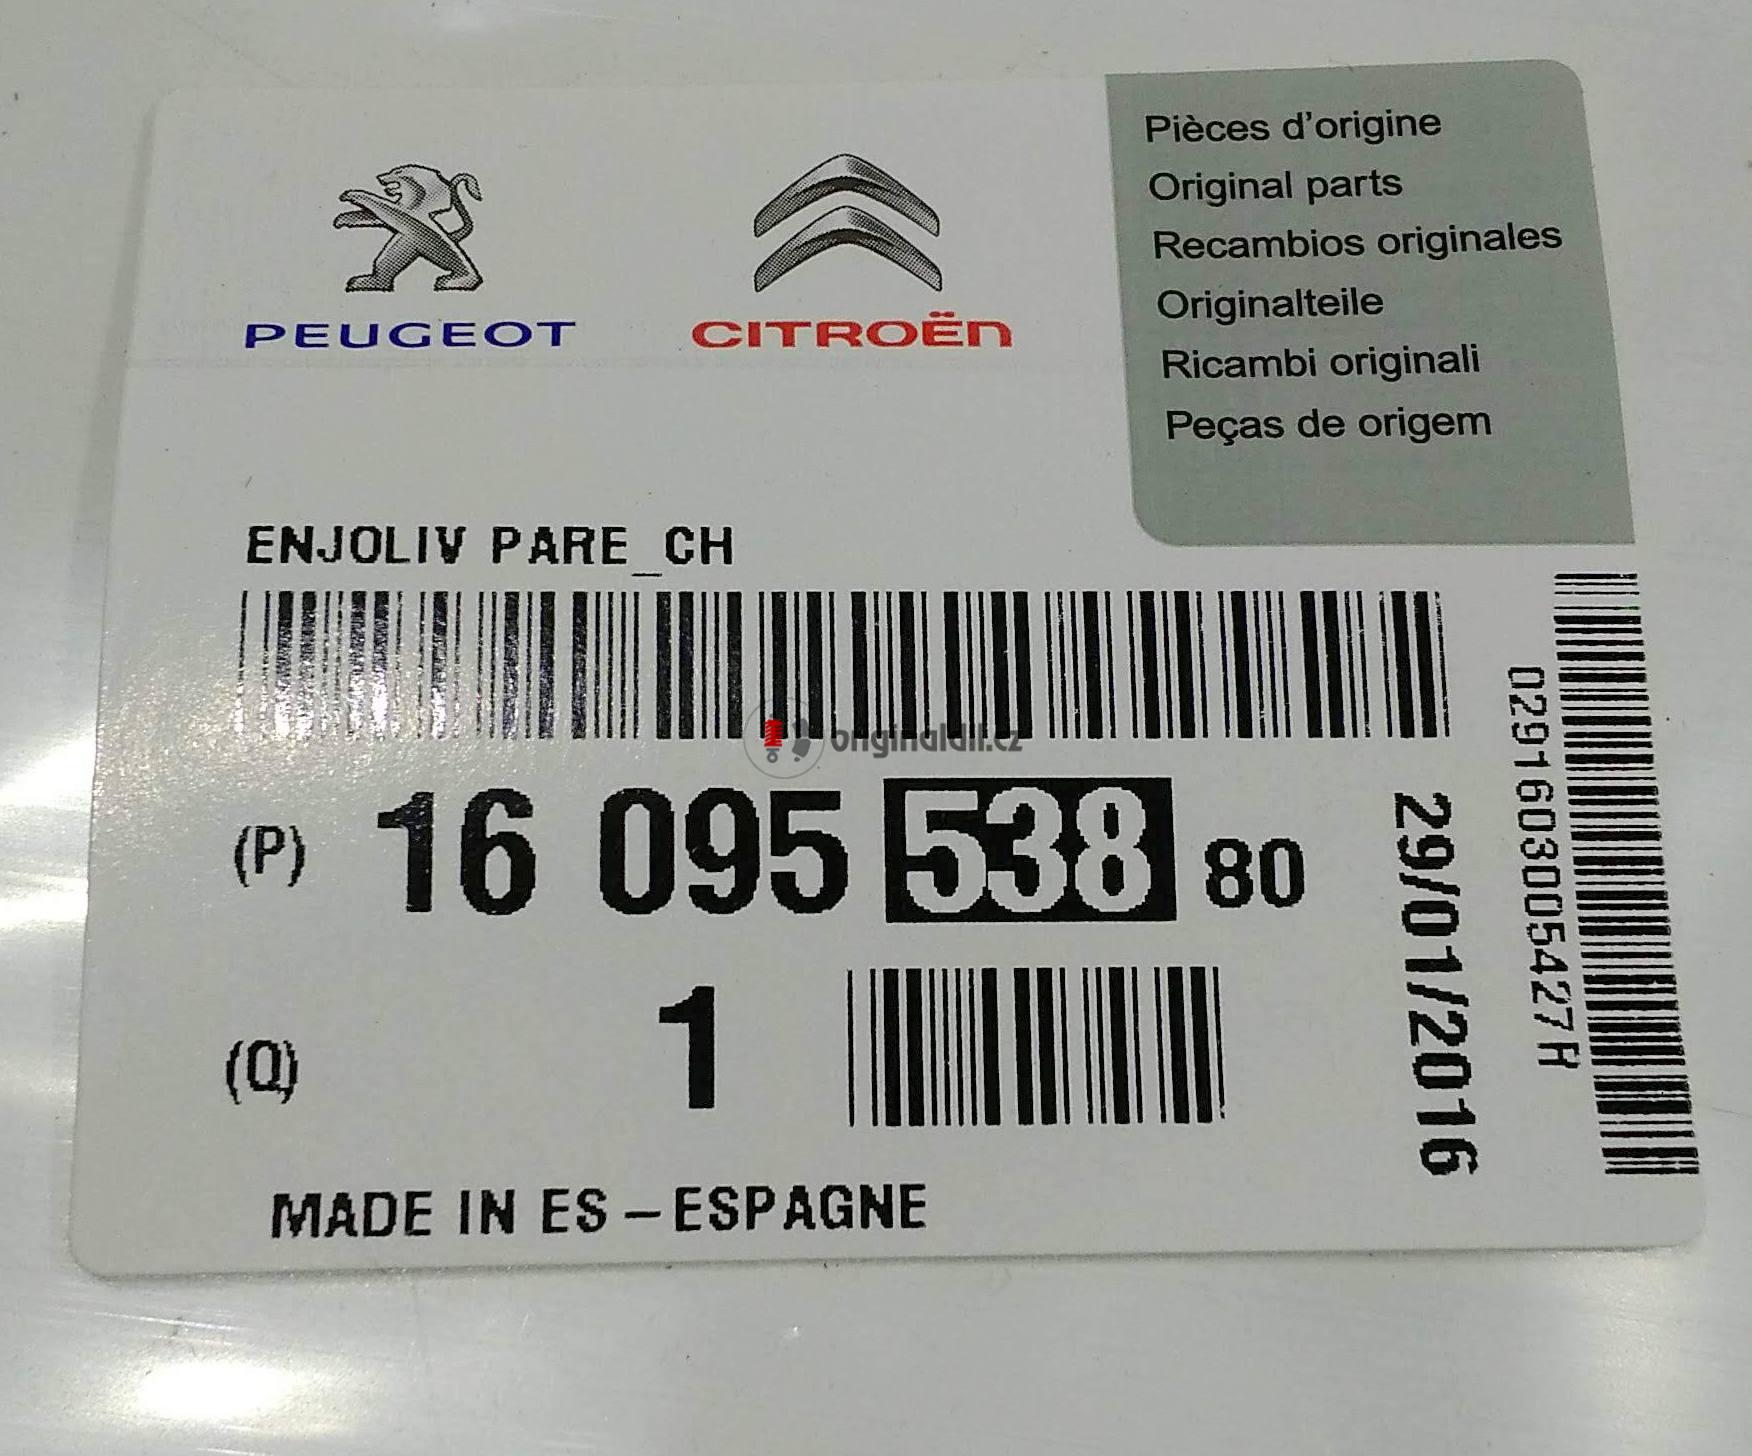 PEUGEOT
CITROËN
Pièces d'origine
Original parts
Recambios originales
Originalteile
Ricambi originali
Peças de origem
ENJOLIV PARE_CH
originaldil.cz
(P) 16 095 538 80
(Q) 1
MADE IN ES – ESPAGNE
29/01/2016
0291603005427H